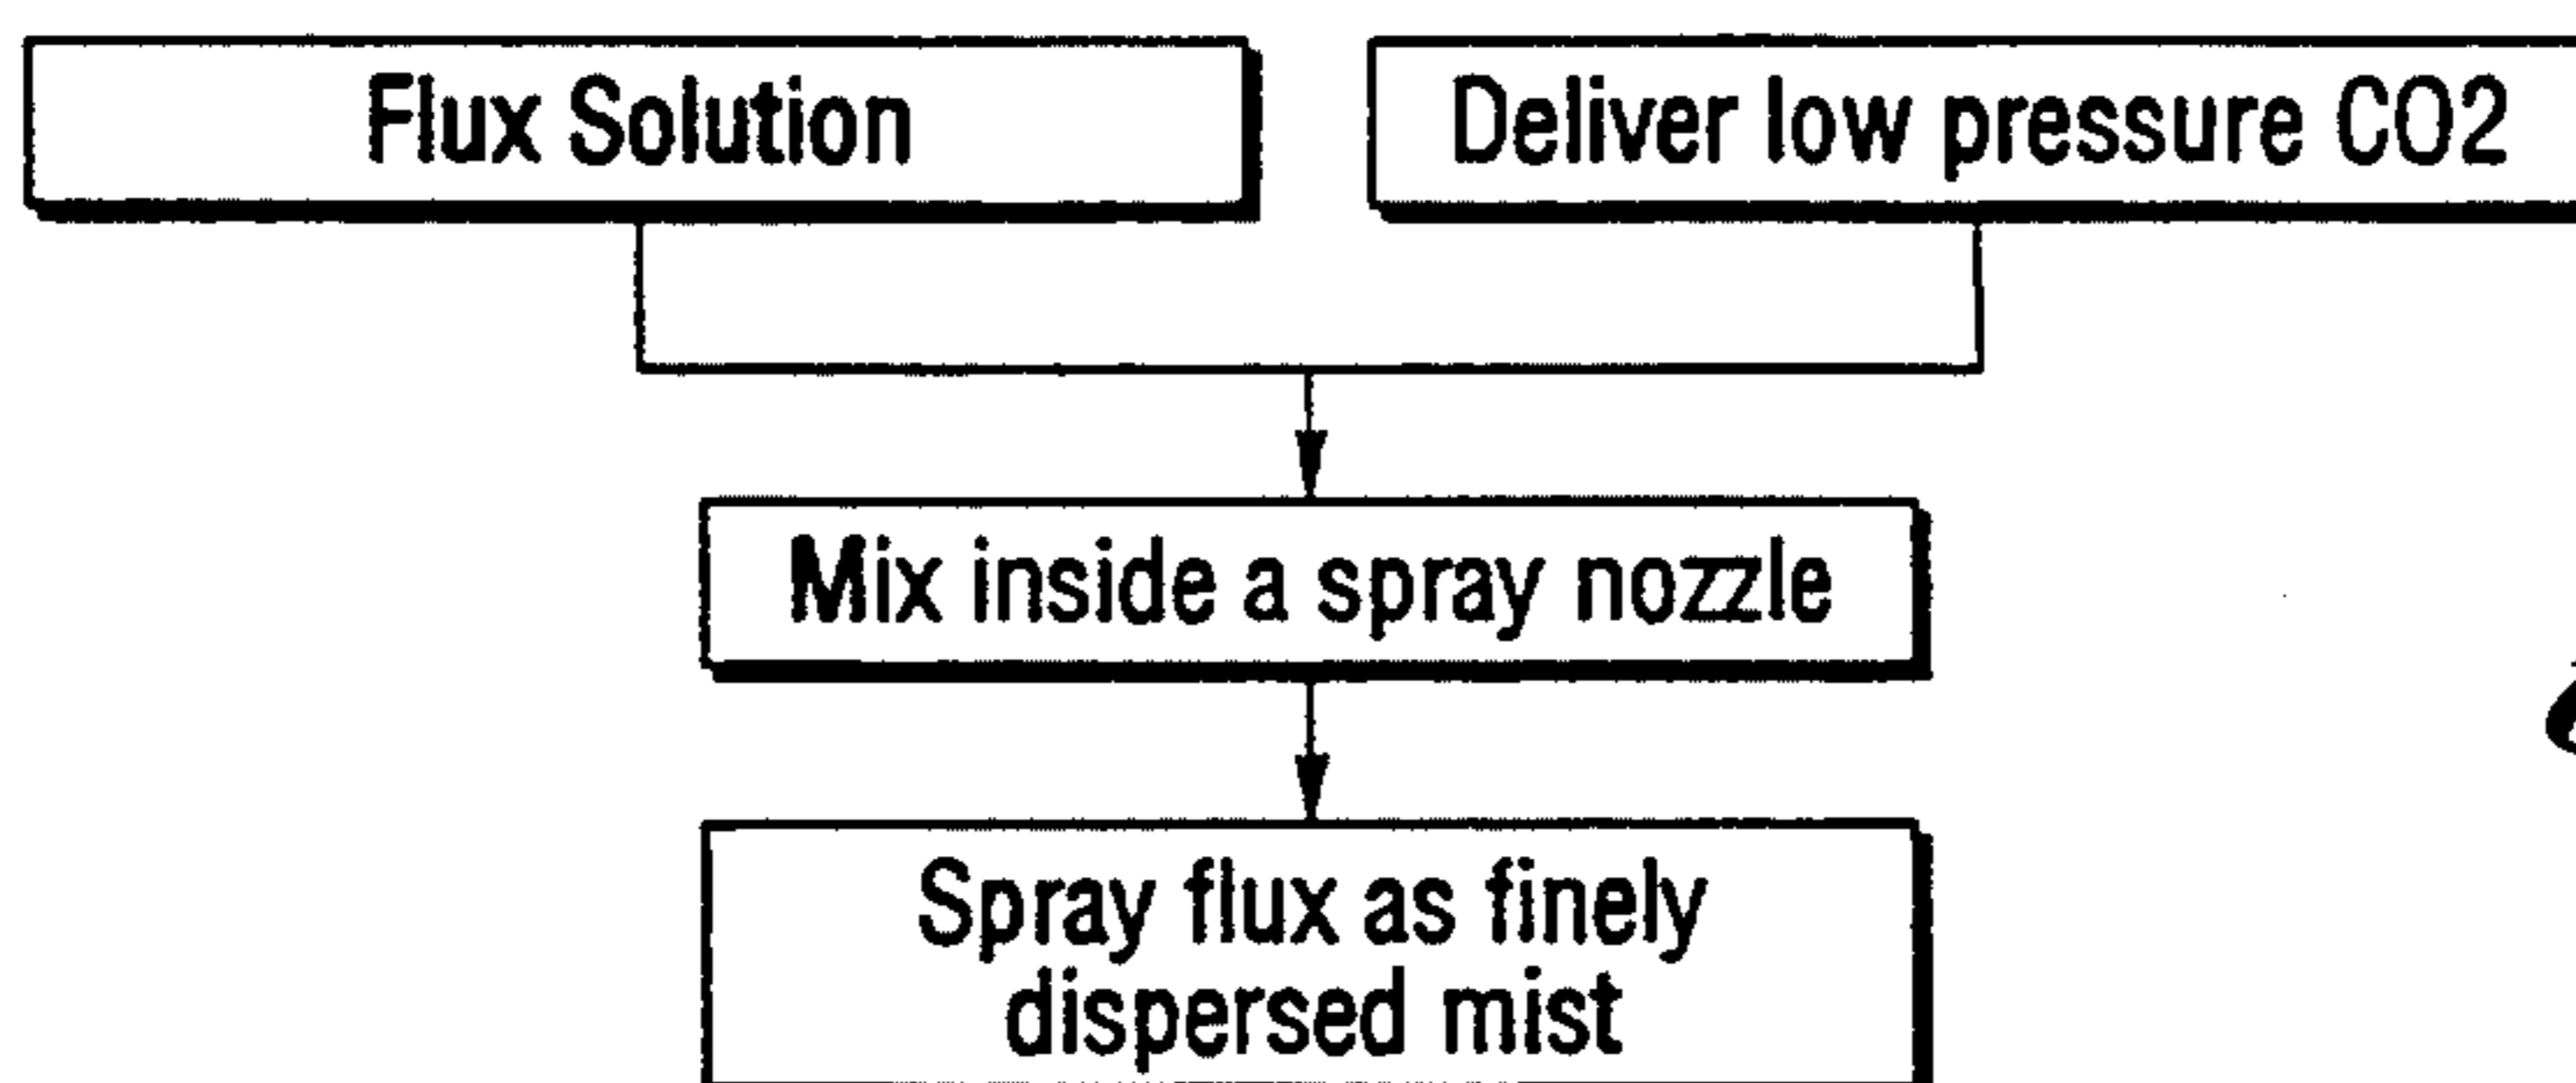 Flux Solution
Deliver low pressure CO2
Mix inside a spray nozzle
Spray flux as finely
dispersed mist